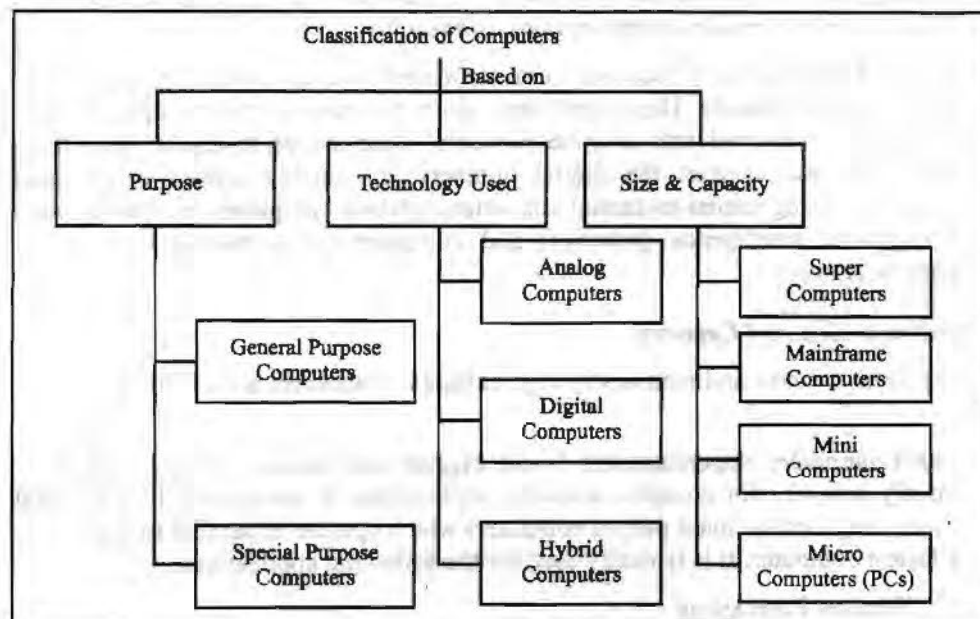 Classification of Computers
Based on
Purpose
Technology Used
Size & Capacity
General Purpose
Computers
Special Purpose
Computers
Analog
Computers
Digital
Computers
Hybrid
Computers
Super
Computers
Mainframe
Computers
Mini
Computers
Micro
Computers (PCs)